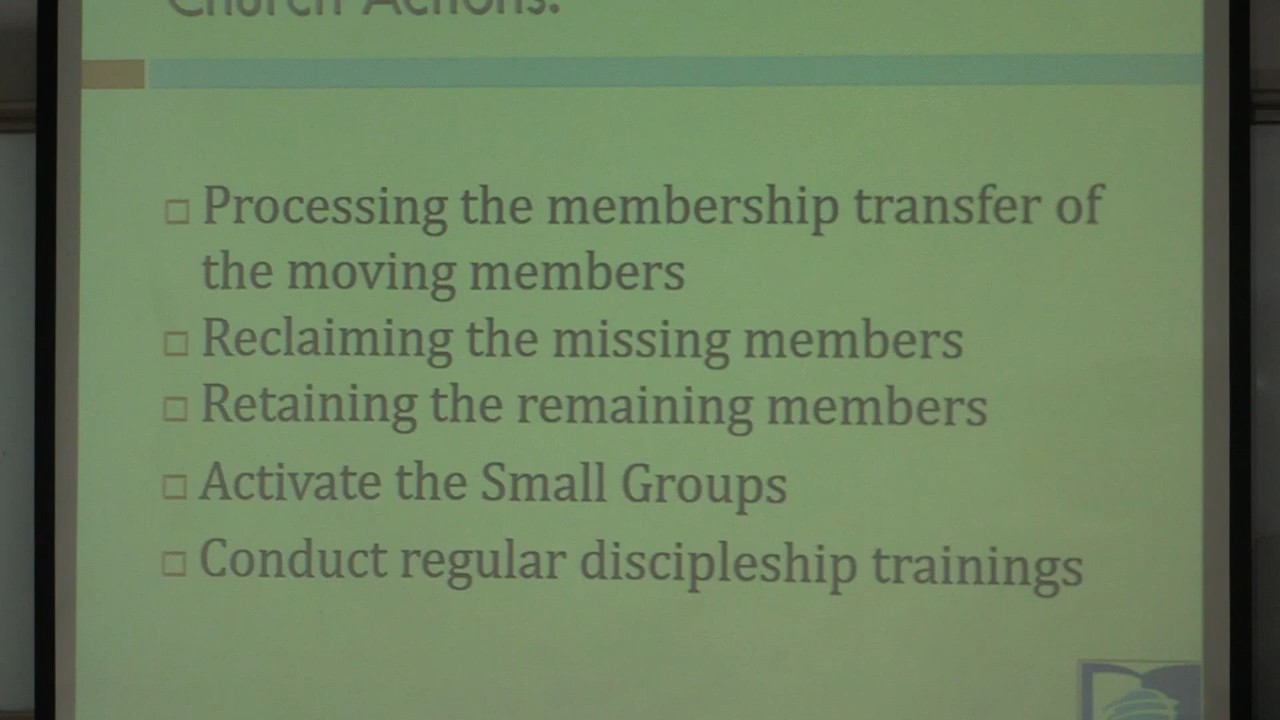 Church Actions:
Processing the membership transfer of
the moving members
Reclaiming the missing members
Retaining the remaining members
Activate the Small Groups
Conduct regular discipleship trainings